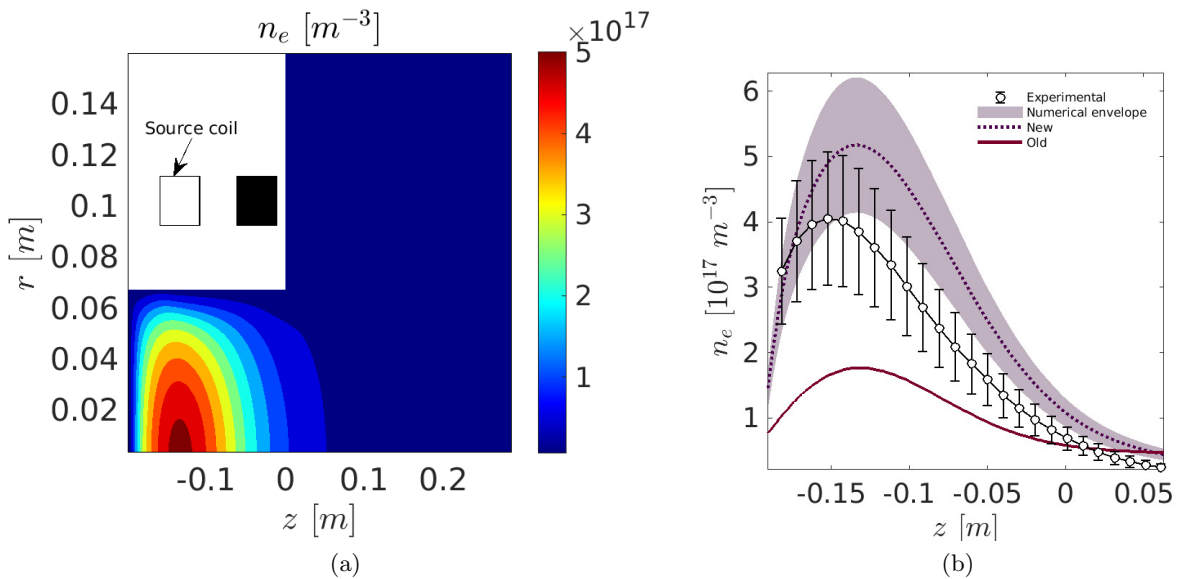 n_e [m^{-3}]
×10^{17}
Source coil
0.14
0.12
0.1
0.08
0.06
0.04
0.02
r [m]
-0.1
0
0.1
0.2
z [m]
5
4
3
2
1
(a)
Experimental
Numerical envelope
New
Old
6
5
4
3
2
1
n_e [10^{17} m^{-3}]
-0.15
-0.1
-0.05
0
0.05
z [m]
(b)